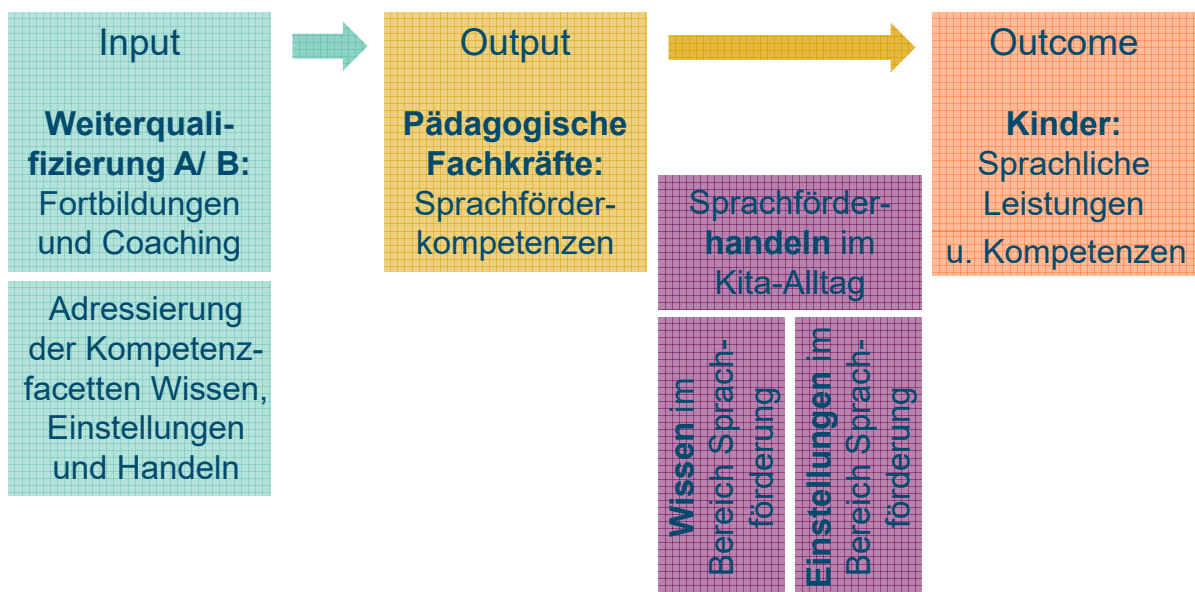 Input
Weiterquali-
fizierung A/ B:
Fortbildungen
und Coaching
Adressierung
der Kompetenz-
facetten Wissen,
Einstellungen
und Handeln
Output
Pädagogische
Fachkräfte:
Sprachförder-
kompetenzen
Sprachförder-
handeln im
Kita-Alltag
Wissen im
Bereich Sprach-
förderung
Einstellungen im
Bereich Sprach-
förderung
Outcome
Kinder:
Sprachliche
Leistungen
u. Kompetenzen